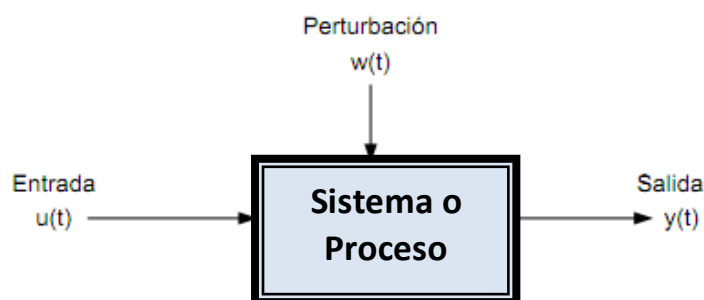 Perturbación
w(t)
Entrada
u(t)
Sistema o
Proceso
Salida
y(t)